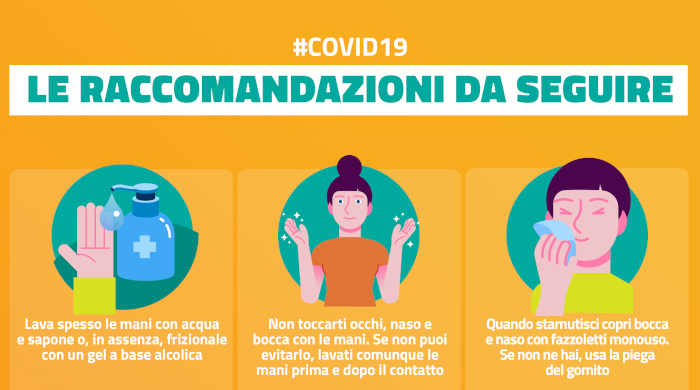 #COVID19
LE RACCOMANDAZIONI DA SEGUIRE
Lava spesso le mani con acqua
e sapone o, in assenza, frizionale
con un gel a base alcolica
Non toccarti occhi, naso e
bocca con le mani. Se non puoi
evitarlo, lavati comunque le
mani prima e dopo il contatto
Quando starnutisci copri bocca
e naso con fazzoletti monouso.
Se non ne hai, usa la piega
del gomito